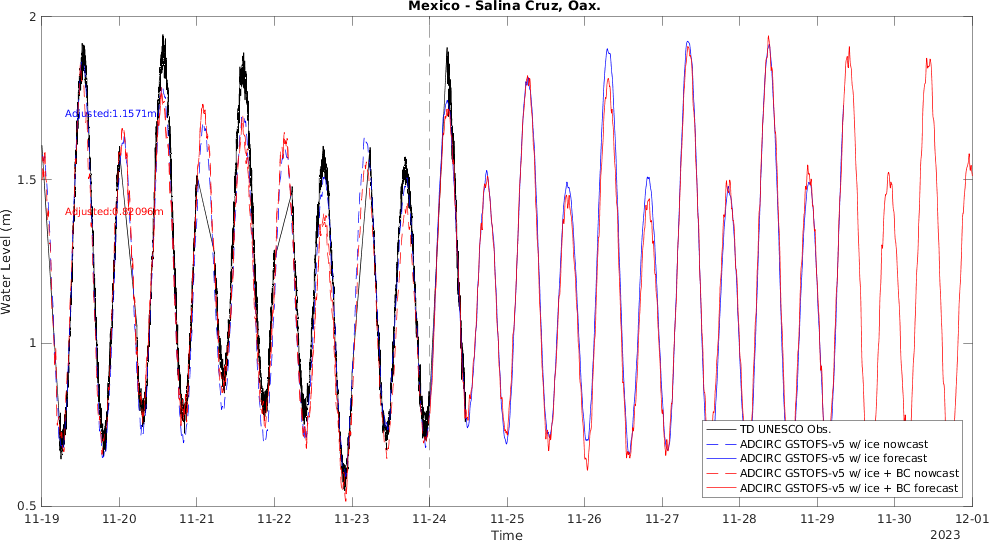 Mexico - Salina Cruz, Oax.
2
1.5
1
0.5
Water Level (m)
Adjusted:1.1571m
Adjusted:0.82096m
TD UNESCO Obs.
ADCIRC GSTOFS-v5 w/ ice nowcast
ADCIRC GSTOFS-v5 w/ ice forecast
ADCIRC GSTOFS-v5 w/ ice + BC nowcast
ADCIRC GSTOFS-v5 w/ ice + BC forecast
11-19 11-20 11-21 11-22 11-23 11-24 11-25 11-26 11-27 11-28 11-29 11-30 12-01
Time
2023